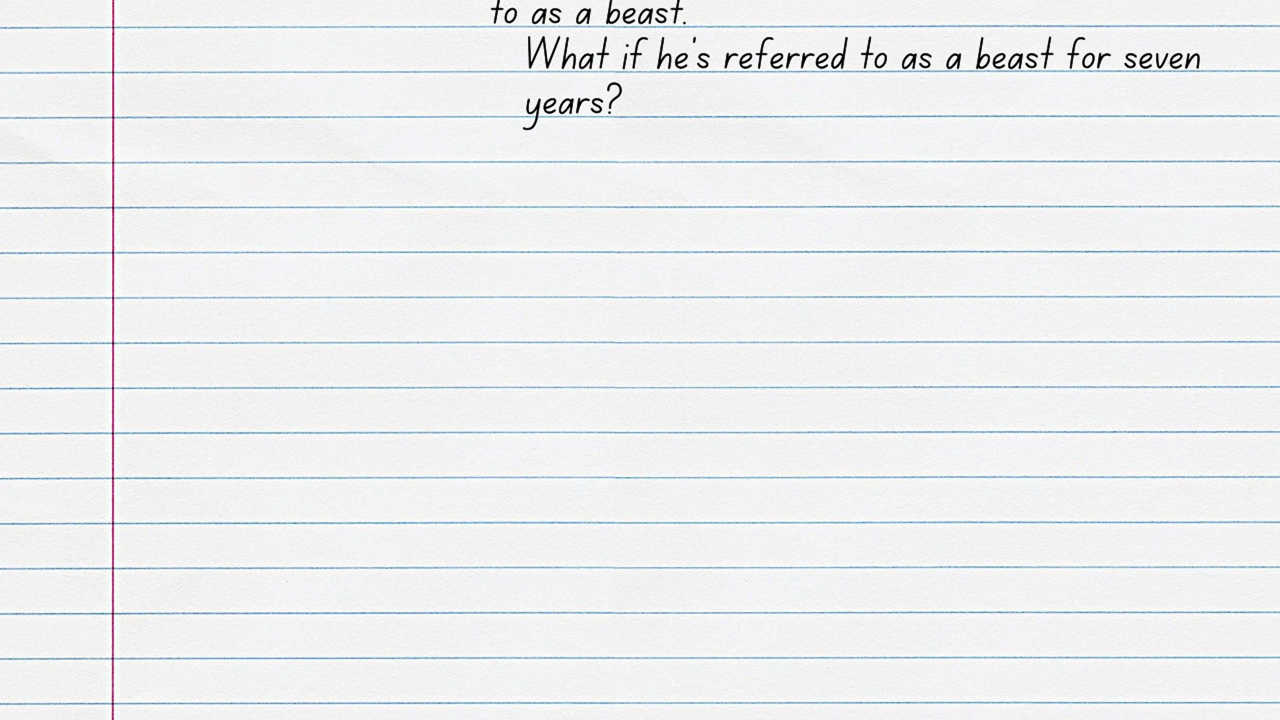 to as a beast.
What if he's referred to as a beast for seven
years?